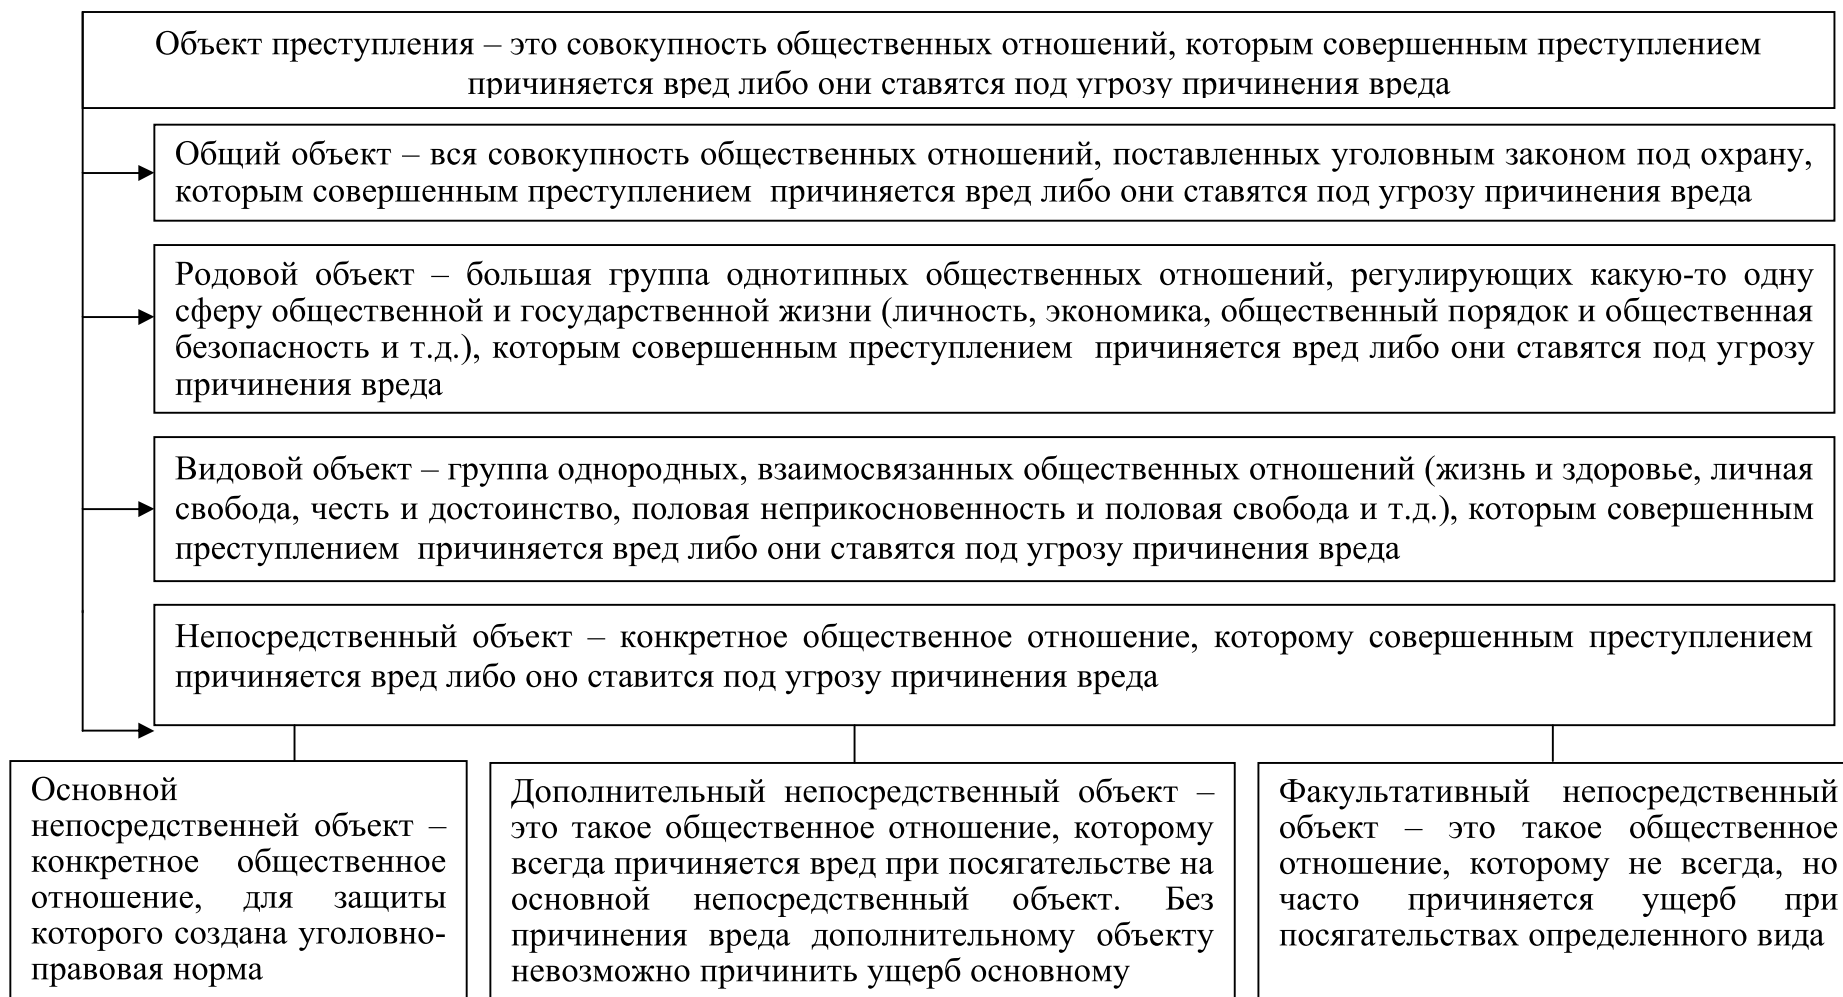 Объект преступления – это совокупность общественных отношений, которым совершенным преступлением
причиняется вред либо они ставятся под угрозу причинения вреда
Общий объект – вся совокупность общественных отношений, поставленных уголовным законом под охрану,
которым совершенным преступлением причиняется вред либо они ставятся под угрозу причинения вреда
Родовой объект – большая группа однотипных общественных отношений, регулирующих какую-то одну
сферу общественной и государственной жизни (личность, экономика, общественный порядок и общественная
безопасность и т.д.), которым совершенным преступлением причиняется вред либо они ставятся под угрозу
причинения вреда
Видовой объект – группа однородных, взаимосвязанных общественных отношений (жизнь и здоровье, личная
свобода, честь и достоинство, половая неприкосновенность и половая свобода и т.д.), которым совершенным
преступлением причиняется вред либо они ставятся под угрозу причинения вреда
Непосредственный объект – конкретное общественное отношение, которому совершенным преступлением
причиняется вред либо оно ставится под угрозу причинения вреда
Основной
непосредственней объект –
конкретное общественное
отношение, для защиты
которого создана уголовно-
правовая норма
Дополнительный непосредственный объект –
это такое общественное отношение, которому
всегда причиняется вред при посягательстве на
основной непосредственный объект. Без
причинения вреда дополнительному объекту
невозможно причинить ущерб основному
Факультативный непосредственный
объект – это такое общественное
отношение, которому не всегда, но
часто причиняется ущерб при
посягательствах определенного вида